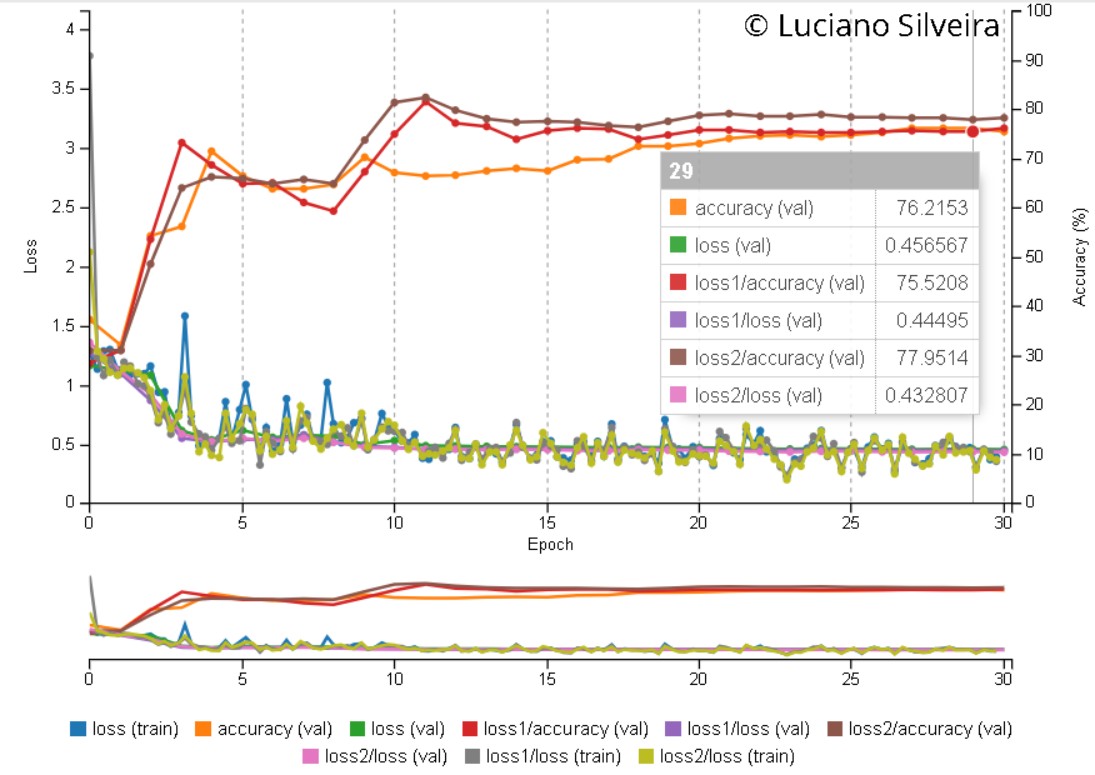 © Luciano Silveira
4
3.5
3
2.5
2
1.5
1
0.5
0
Loss
100
90
80
70
60
50
40
30
20
10
0
Accuracy (%)
29
accuracy (val) 76.2153
loss (val) 0.456567
loss1/accuracy (val) 75.5208
loss1/loss (val) 0.44495
loss2/accuracy (val) 77.9514
loss2/loss (val) 0.432807
0 5 10 15 20 25 30
Epoch
0 5 10 15 20 25 30
loss (train) accuracy (val) loss (val) loss1/accuracy (val) loss1/loss (val) loss2/accuracy (val)
loss2/loss (val) loss1/loss (train) loss2/loss (train)